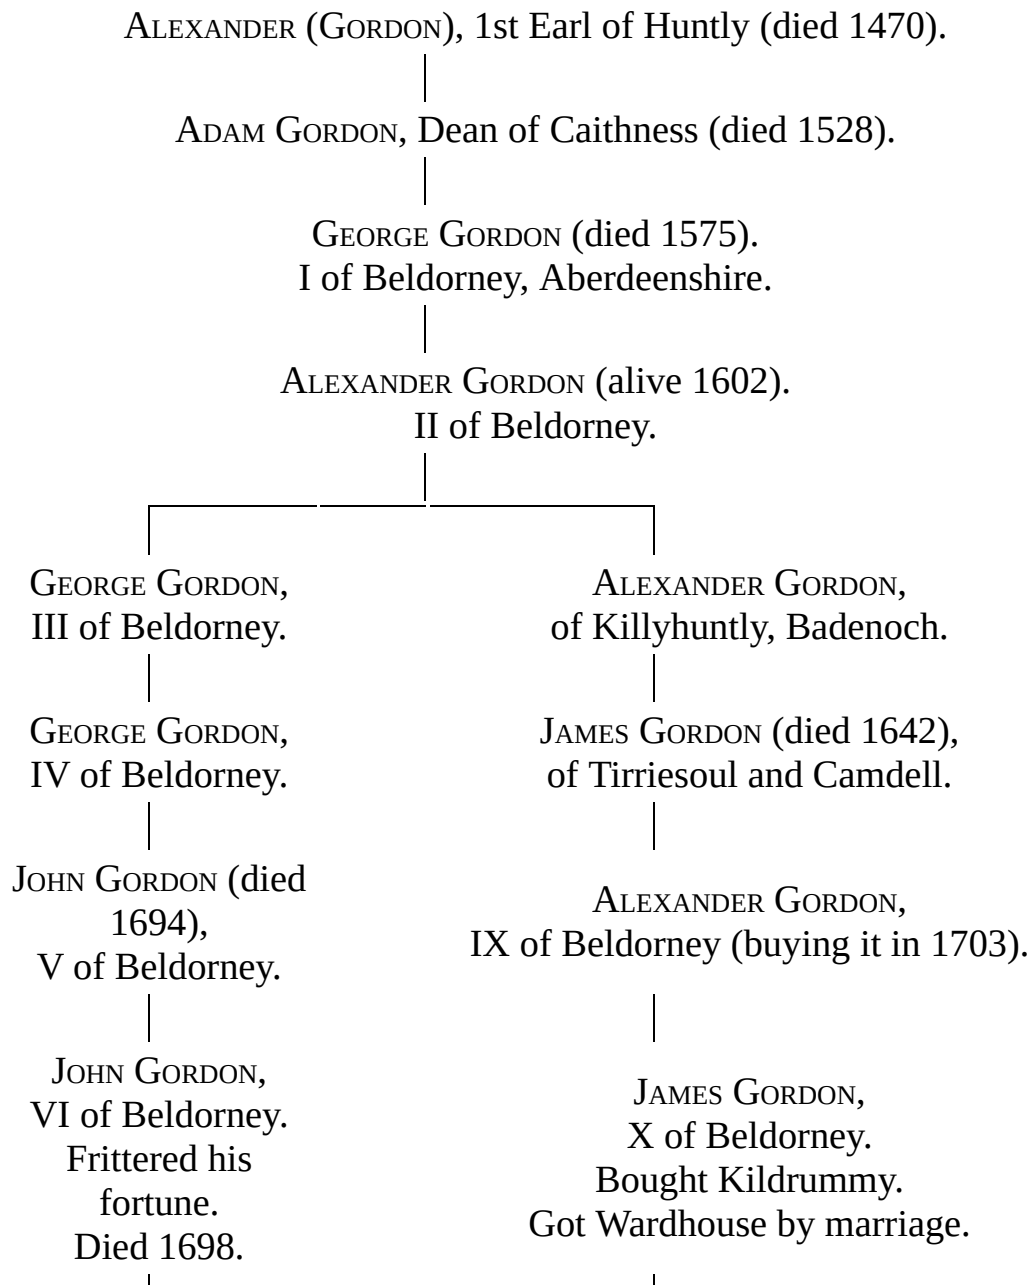 ALEXANDER (GORDON), 1st Earl of Huntly (died 1470).
ADAM GORDON, Dean of Caithness (died 1528).
GEORGE GORDON (died 1575).
I of Beldorney, Aberdeenshire.
ALEXANDER GORDON (alive 1602).
II of Beldorney.
GEORGE GORDON,
III of Beldorney.
ALEXANDER GORDON,
of Killyhuntly, Badenoch.
GEORGE GORDON,
IV of Beldorney.
JAMES GORDON (died 1642),
of Tirriesoul and Camdell.
JOHN GORDON (died
1694),
V of Beldorney.
ALEXANDER GORDON,
IX of Beldorney (buying it in 1703).
JOHN GORDON,
VI of Beldorney.
Frittered his
fortune.
Died 1698.
JAMES GORDON,
X of Beldorney.
Bought Kildrummy.
Got Wardhouse by marriage.